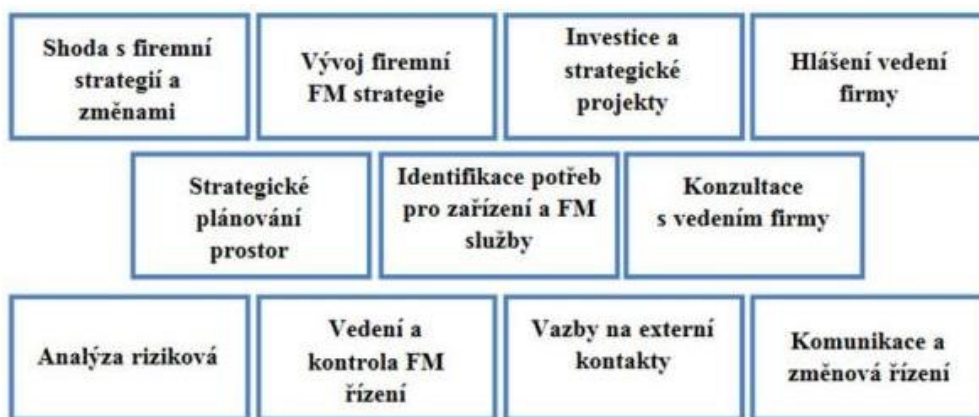 Shoda s firemní
strategií a
změnami
Vývoj firemní
FM strategie
Investice a
strategické
projekty
Hlášení vedení
firmy
Strategické
plánování
prostor
Identifikace potřeb
pro zařízení a FM
služby
Konzultace
s vedením firmy
Analýza riziková
Vedení a
kontrola FM
řízení
Vazby na externí
kontakty
Komunikace a
změnová řízení